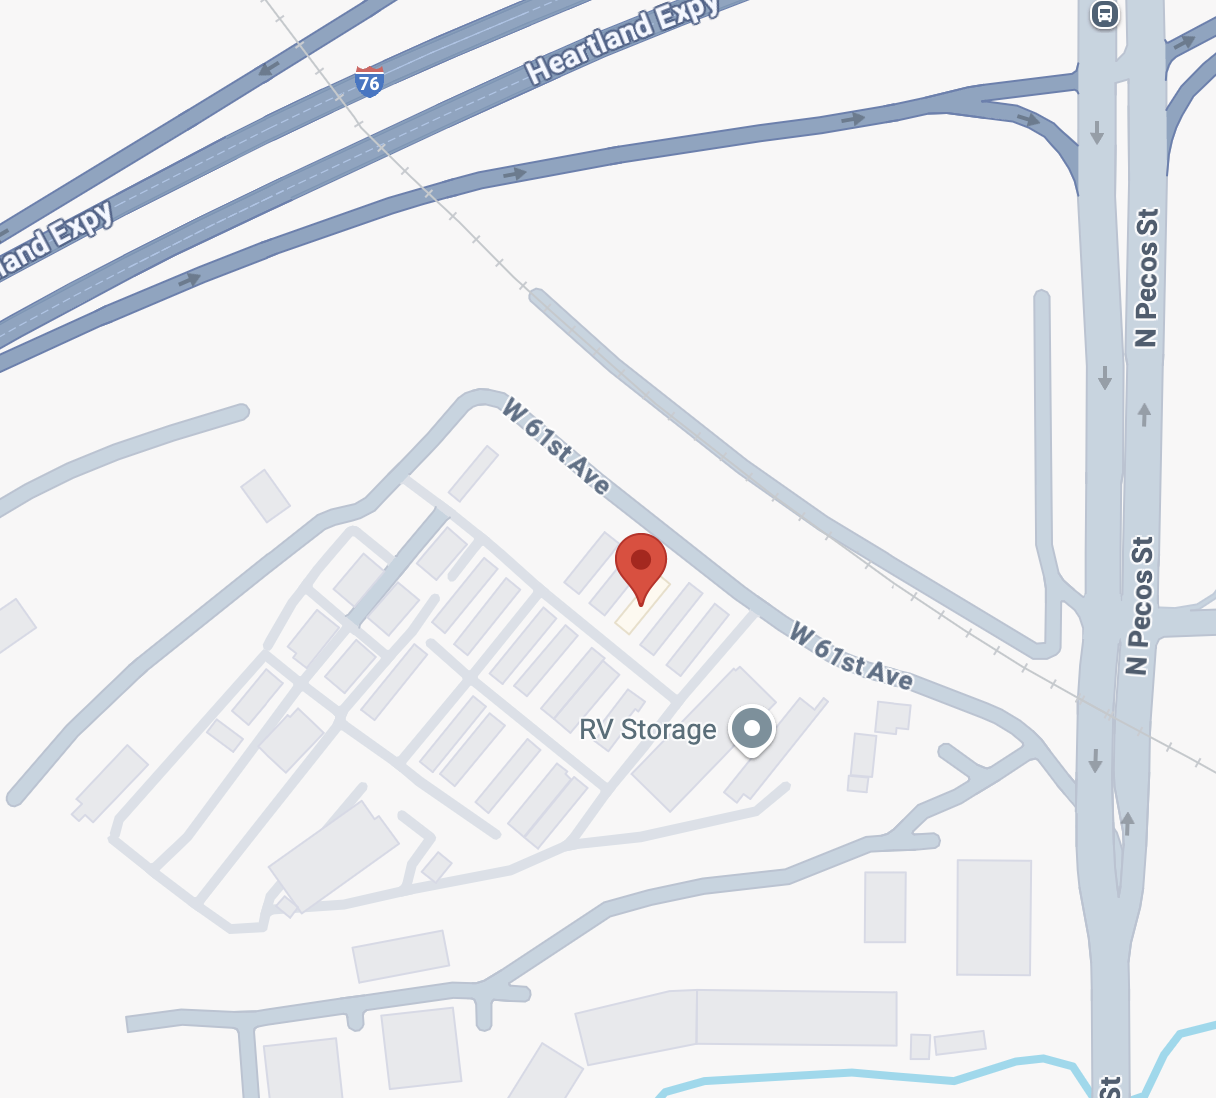 Heartland Expy
76
land Expy
N Pecos St
W 61st Ave
N Pecos St
W 61st Ave
RV Storage
St